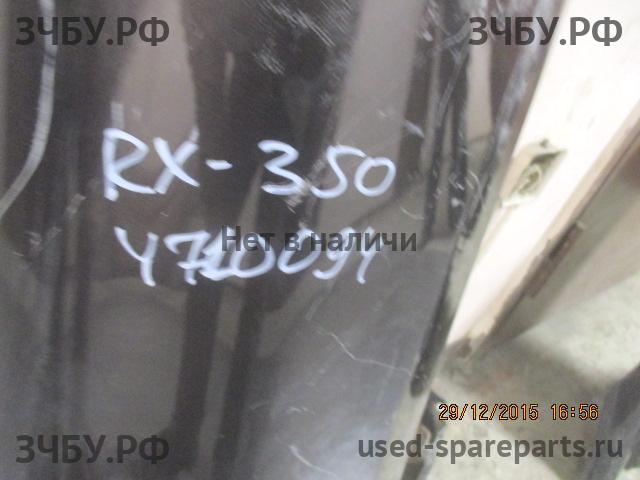 ЗЧБУ.РФ ЗЧБУ.РФ
RX-350
Нет в наличи
29/12/2015 16:56
ЗЧБУ.РФ used-spareparts.ru